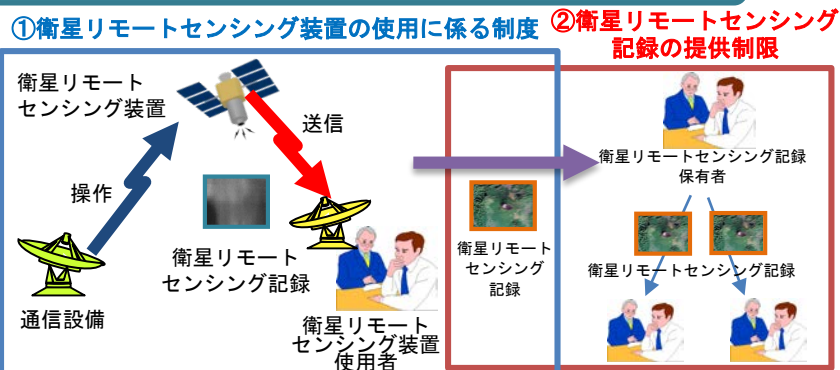 ①衛星リモートセンシング装置の使用に係る制度
②衛星リモートセンシング
記録の提供制限
衛星リモート
センシング装置
送信
操作
通信設備
衛星リモート
センシング記録
衛星リモート
センシング装置
使用者
衛星リモート
センシング
記録
衛星リモートセンシング記録
保有者
衛星リモートセンシング記録